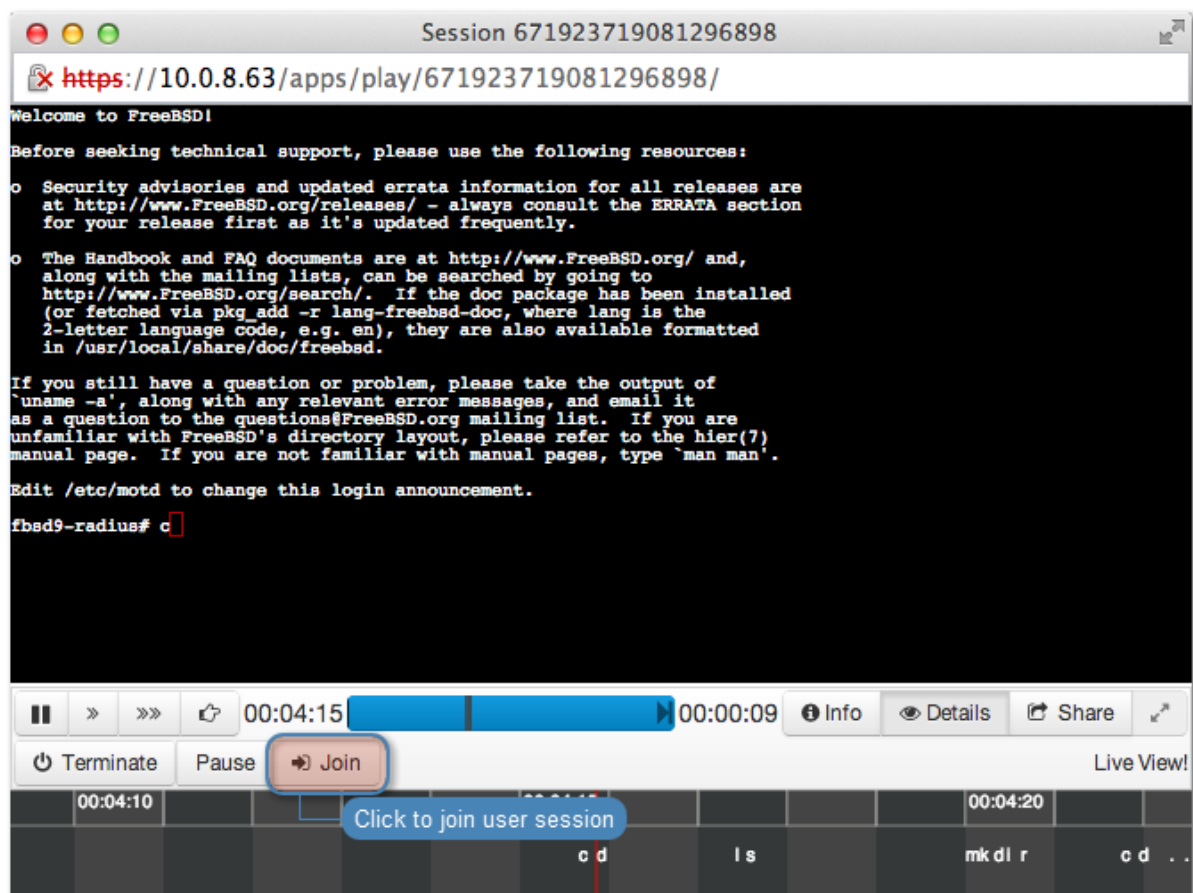 Session 671923719081296898
https://10.0.8.63/apps/play/671923719081296898/
Welcome to FreeBSD!
Before seeking technical support, please use the following resources:
o  Security advisories and updated errata information for all releases are
at http://www.FreeBSD.org/releases/ - always consult the ERRATA section
for your release first as it's updated frequently.
o  The Handbook and FAQ documents are at http://www.FreeBSD.org/ and,
along with the mailing lists, can be searched by going to
http://www.FreeBSD.org/search/.  If the doc package has been installed
(or fetched via pkg_add -r lang-freebsd-doc, where lang is the
2-letter language code, e.g. en), they are also available formatted
in /usr/local/share/doc/freebsd.
If you still have a question or problem, please take the output of
`uname -a', along with any relevant error messages, and email it
as a question to the questions@FreeBSD.org mailing list.  If you are
unfamiliar with FreeBSD's directory layout, please refer to the hier(7)
manual page.  If you are not familiar with manual pages, type `man man'.
Edit /etc/motd to change this login announcement.
fbsd9-radius# c
00:04:15 00:00:09 Info Details Share
Terminate Pause Join Live View!
00:04:10 00:04:20
Click to join user session
cd ls mkdir cd ..